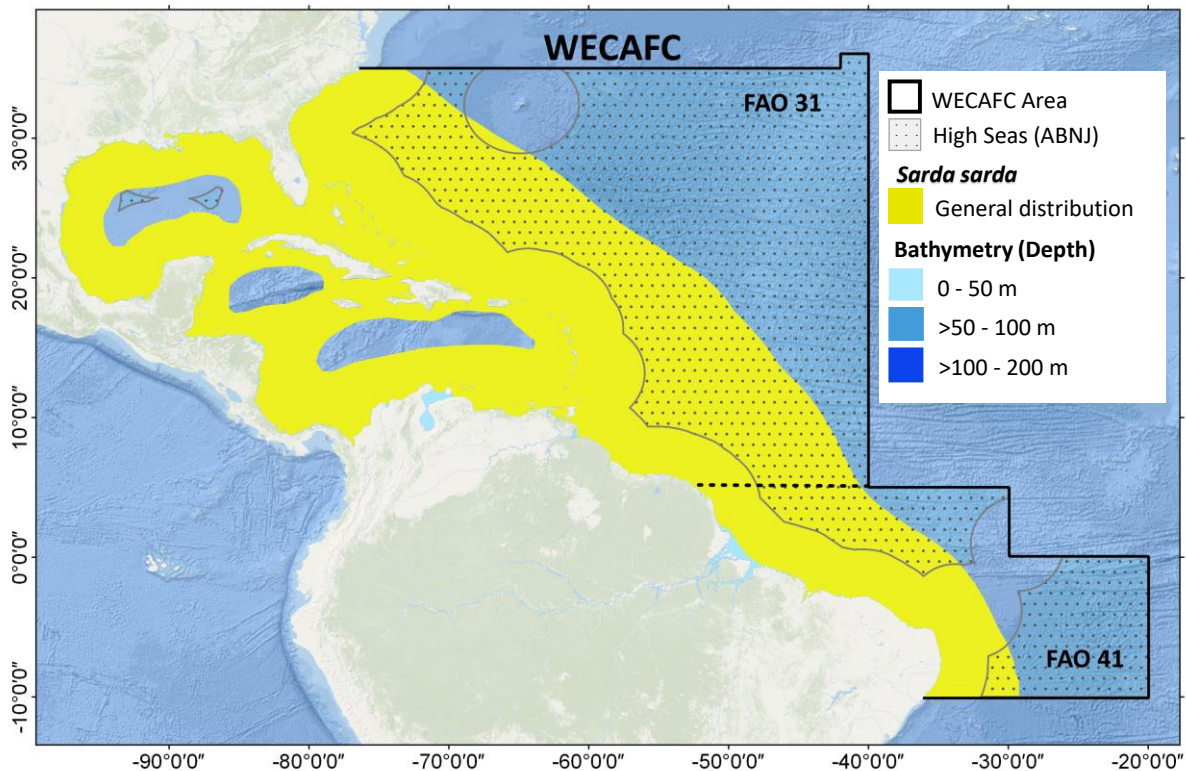 WECAFC
FAO 31
WECAFC Area
High Seas (ABNJ)
Sarda sarda
General distribution
Bathymetry (Depth)
0 - 50 m
>50 - 100 m
>100 - 200 m
FAO 41
30°0'0"
20°0'0"
10°0'0"
0°0'0"
-10°0'0"
-90°0'0"
-80°0'0"
-70°0'0"
-60°0'0"
-50°0'0"
-40°0'0"
-30°0'0"
-20°0'0"